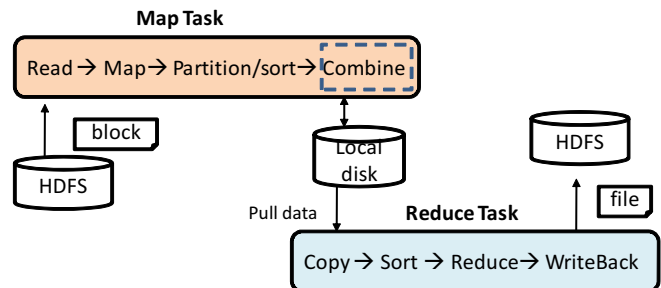 Map Task
Read → Map → Partition/sort → Combine
block
HDFS
Local
disk
HDFS
file
Pull data
Reduce Task
Copy → Sort → Reduce → WriteBack